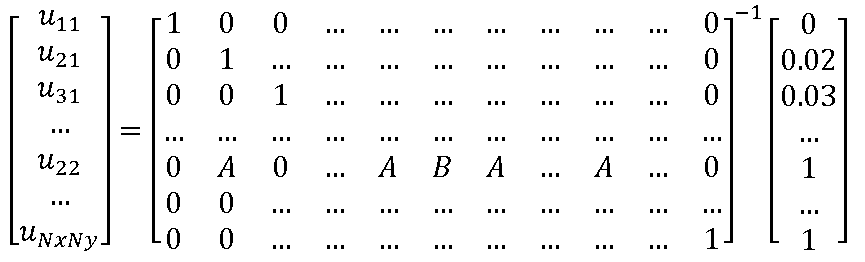 u11 1 0 0 ... ... ... ... ... ... ... 0 -1 0
u21 0 1 ... ... ... ... ... ... ... ... 0 0.02
u31 0 0 1 ... ... ... ... ... ... ... 0 0.03
... = ... ... ... ... ... ... ... ... ... ... ... ...
u22 0 A 0 ... A B A ... A ... 0 1
... 0 0 ... ... ... ... ... ... ... ... ... ...
uNxNy 0 0 ... ... ... ... ... ... ... ... 1 1